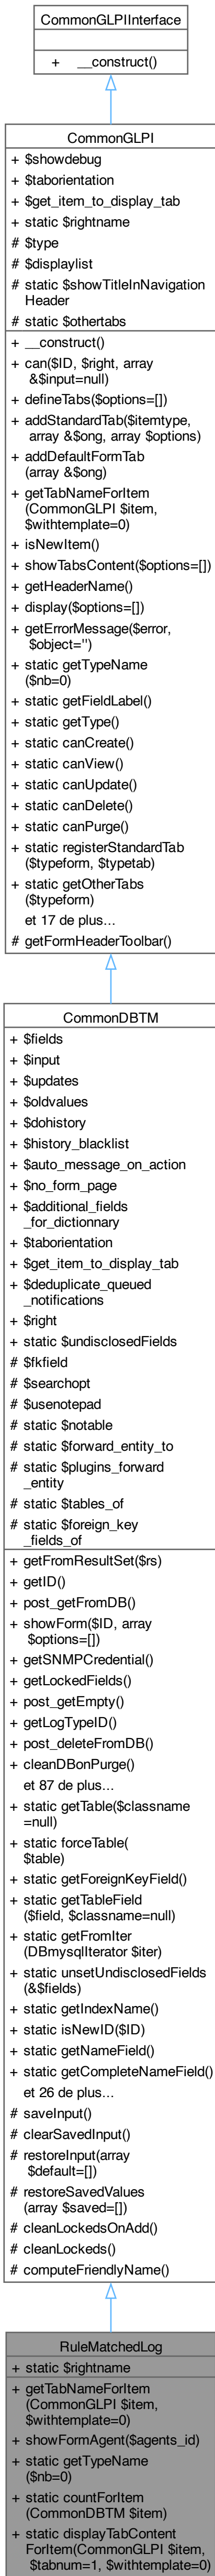 CommonGLPIInterface
+ __construct()
CommonGLPI
+ $showdebug
+ $taborientation
+ $get_item_to_display_tab
+ static $rightname
# $type
# $displaylist
# static $showTitleInNavigation
Header
# static $othertabs
+ __construct()
+ can($ID, $right, array
&$input=null)
+ defineTabs($options=[])
+ addStandardTab($itemtype,
array &$ong, array $options)
+ addDefaultFormTab
(array &$ong)
+ getTabNameForItem
(CommonGLPI $item,
$withtemplate=0)
+ isNewItem()
+ showTabsContent($options=[])
+ getHeaderName()
+ display($options=[])
+ getErrorMessage($error,
$object='')
+ static getTypeName
($nb=0)
+ static getFieldLabel()
+ static getType()
+ static canCreate()
+ static canView()
+ static canUpdate()
+ static canDelete()
+ static canPurge()
+ static registerStandardTab
($typeform, $typetab)
+ static getOtherTabs
($typeform)
et 17 de plus...
# getFormHeaderToolbar()
CommonDBTM
+ $fields
+ $input
+ $updates
+ $oldvalues
+ $dohistory
+ $history_blacklist
+ $auto_message_on_action
+ $no_form_page
+ $additional_fields
_for_dictionnary
+ $taborientation
+ $get_item_to_display_tab
+ $deduplicate_queued
_notifications
+ $right
+ static $undisclosedFields
# $fkfield
# $searchopt
# $usenotepad
# static $notable
# static $forward_entity_to
# static $plugins_forward
_entity
# static $tables_of
# static $foreign_key
_fields_of
+ getFromResultSet($rs)
+ getID()
+ post_getFromDB()
+ showForm($ID, array
$options=[])
+ getSNMPCredential()
+ getLockedFields()
+ post_getEmpty()
+ getLogTypeID()
+ post_deleteFromDB()
+ cleanDBonPurge()
et 87 de plus...
+ static getTable($classname
=null)
+ static forceTable(
$table)
+ static getForeignKeyField()
+ static getTableField
($field, $classname=null)
+ static getFromIter
(DBmysqlIterator $iter)
+ static unsetUndisclosedFields
(&$fields)
+ static getIndexName()
+ static isNewID($ID)
+ static getNameField()
+ static getCompleteNameField()
et 26 de plus...
# saveInput()
# clearSavedInput()
# restoreInput(array
$default=[])
# restoreSavedValues
(array $saved=[])
# cleanLockedsOnAdd()
# cleanLockeds()
# computeFriendlyName()
RuleMatchedLog
+ static $rightname
+ getTabNameForItem
(CommonGLPI $item,
$withtemplate=0)
+ showFormAgent($agents_id)
+ static getTypeName
($nb=0)
+ static countForItem
(CommonDBTM $item)
+ static displayTabContent
ForItem(CommonGLPI $item,
$tabnum=1, $withtemplate=0)